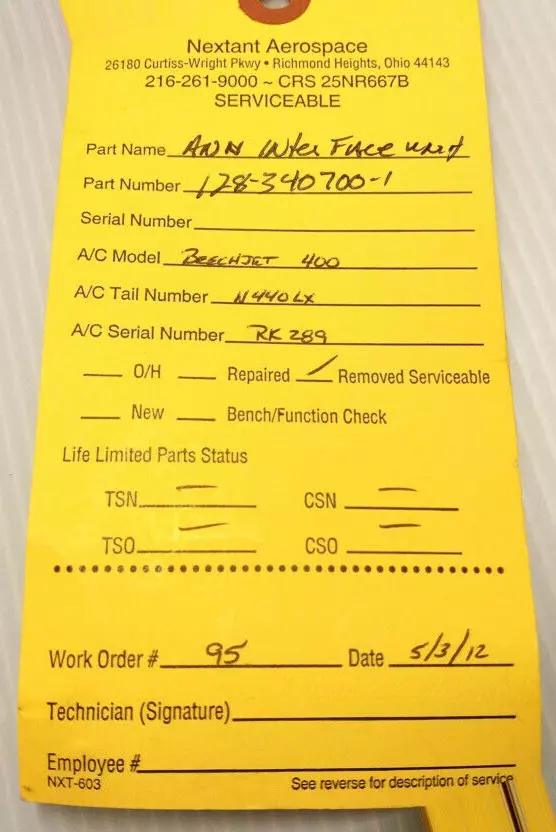 Nextant Aerospace
26180 Curtiss-Wright Pkwy • Richmond Heights, Ohio 44143
216-261-9000 ~ CRS 25NR667B
SERVICEABLE
Part Name ANN INter FAce unit
Part Number 128-340700-1
Serial Number
A/C Model BEECHJET 400
A/C Tail Number N440LX
A/C Serial Number RK 289
O/H Repaired Removed Serviceable
New Bench/Function Check
Life Limited Parts Status
TSN — CSN —
TSO — CSO —
Work Order # 95 Date 5/3/12
Technician (Signature)
Employee #
NXT-603 See reverse for description of service